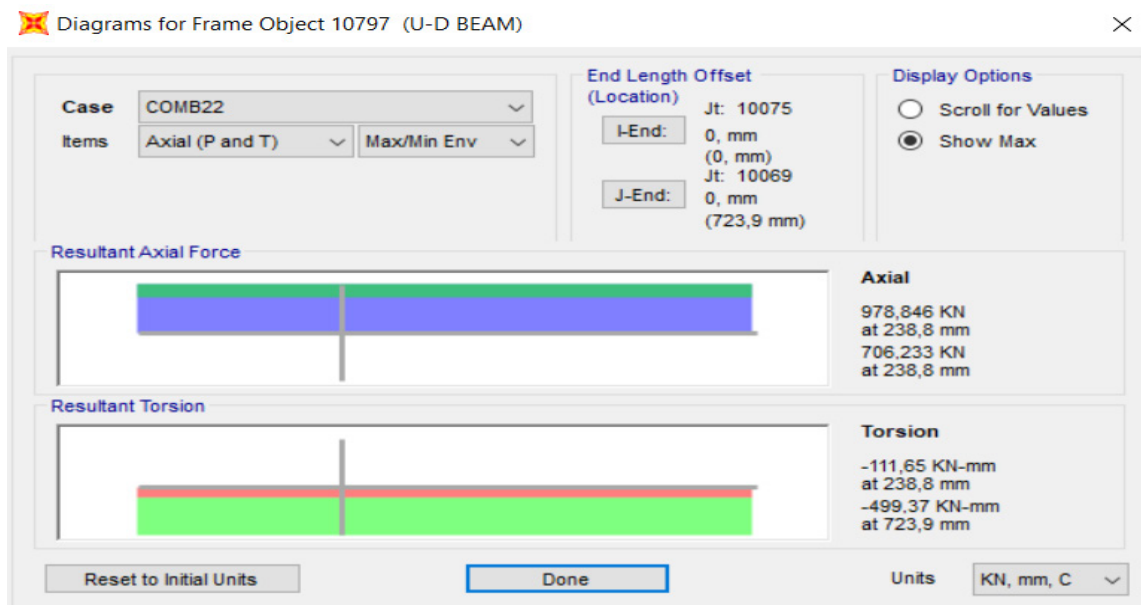 Diagrams for Frame Object 10797 (U-D BEAM)
End Length Offset
(Location)
Display Options
Case COMB22
Items Axial (P and T) Max/Min Env
I-End:
Jt: 10075
0, mm
(0, mm)
J-End:
Jt: 10069
0, mm
(723,9 mm)
Scroll for Values
Show Max
Resultant Axial Force
Axial
978,846 KN
at 238,8 mm
706,233 KN
at 238,8 mm
Resultant Torsion
Torsion
-111,65 KN-mm
at 238,8 mm
-499,37 KN-mm
at 723,9 mm
Reset to Initial Units
Done
Units KN, mm, C